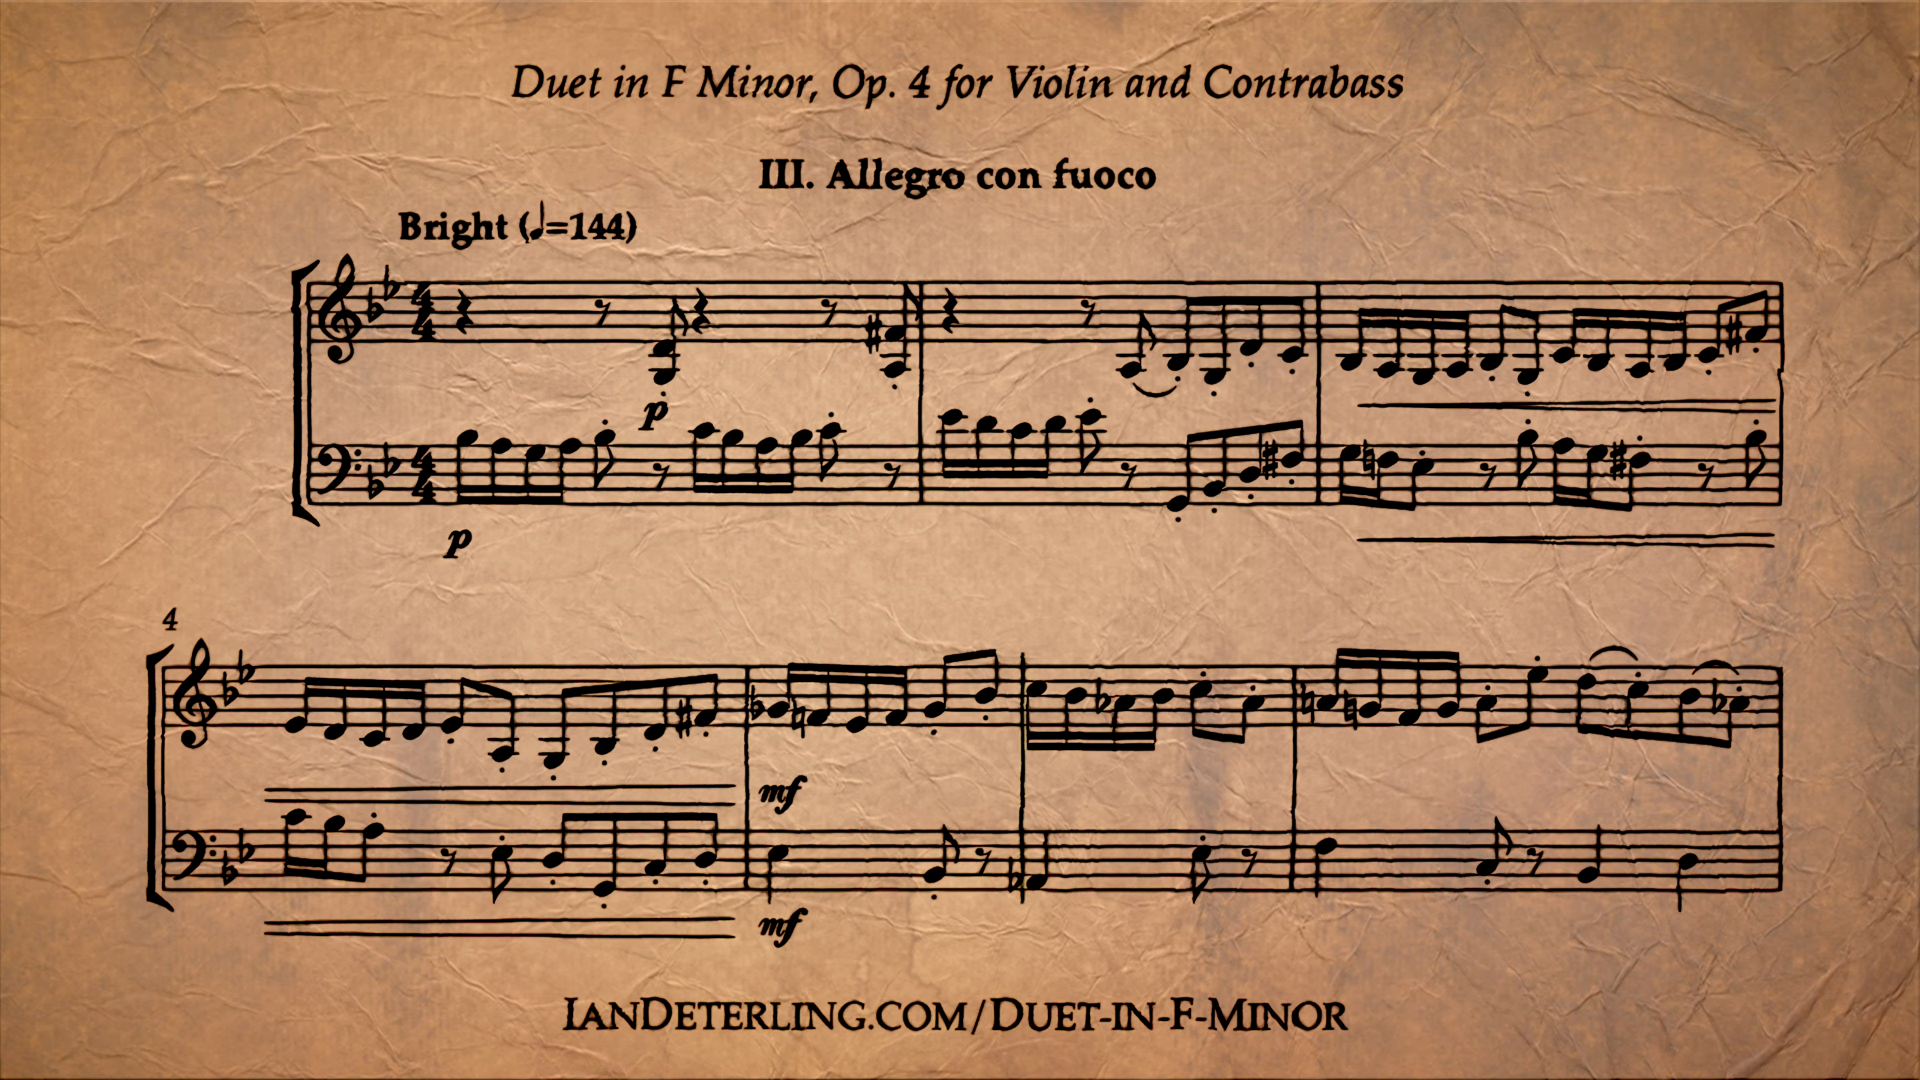 Duet in F Minor, Op. 4 for Violin and Contrabass
III. Allegro con fuoco
Bright (♩=144)
p
p
4
mf
mf
IanDeterling.com/Duet-in-F-Minor